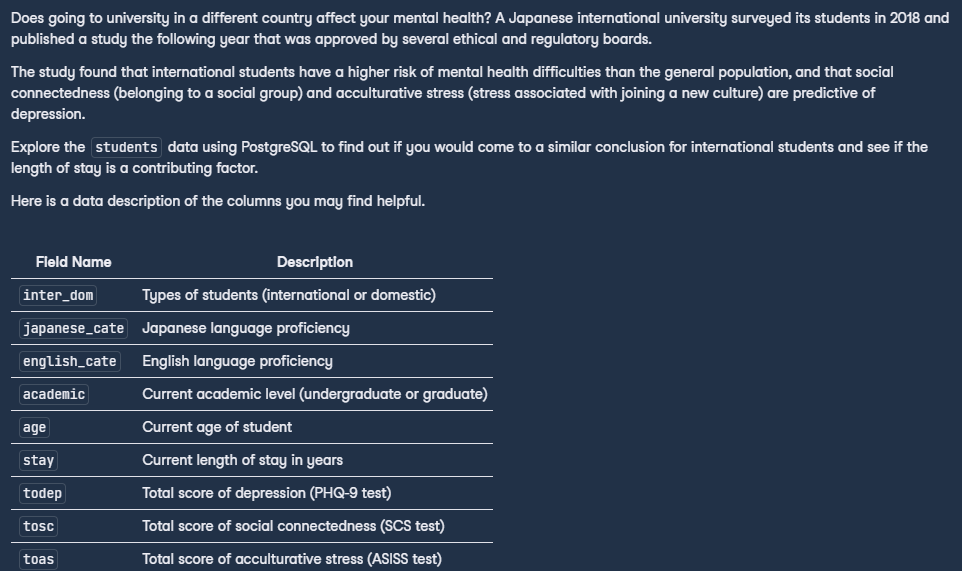 Does going to university in a different country affect your mental health? A Japanese international university surveyed its students in 2018 and
published a study the following year that was approved by several ethical and regulatory boards.
The study found that international students have a higher risk of mental health difficulties than the general population, and that social
connectedness (belonging to a social group) and acculturative stress (stress associated with joining a new culture) are predictive of
depression.
Explore the students data using PostgreSQL to find out if you would come to a similar conclusion for international students and see if the
length of stay is a contributing factor.
Here is a data description of the columns you may find helpful.
Field Name Description
inter_dom Types of students (international or domestic)
japanese_cate Japanese language proficiency
english_cate English language proficiency
academic Current academic level (undergraduate or graduate)
age Current age of student
stay Current length of stay in years
todep Total score of depression (PHQ-9 test)
tosc Total score of social connectedness (SCS test)
toas Total score of acculturative stress (ASISS test)